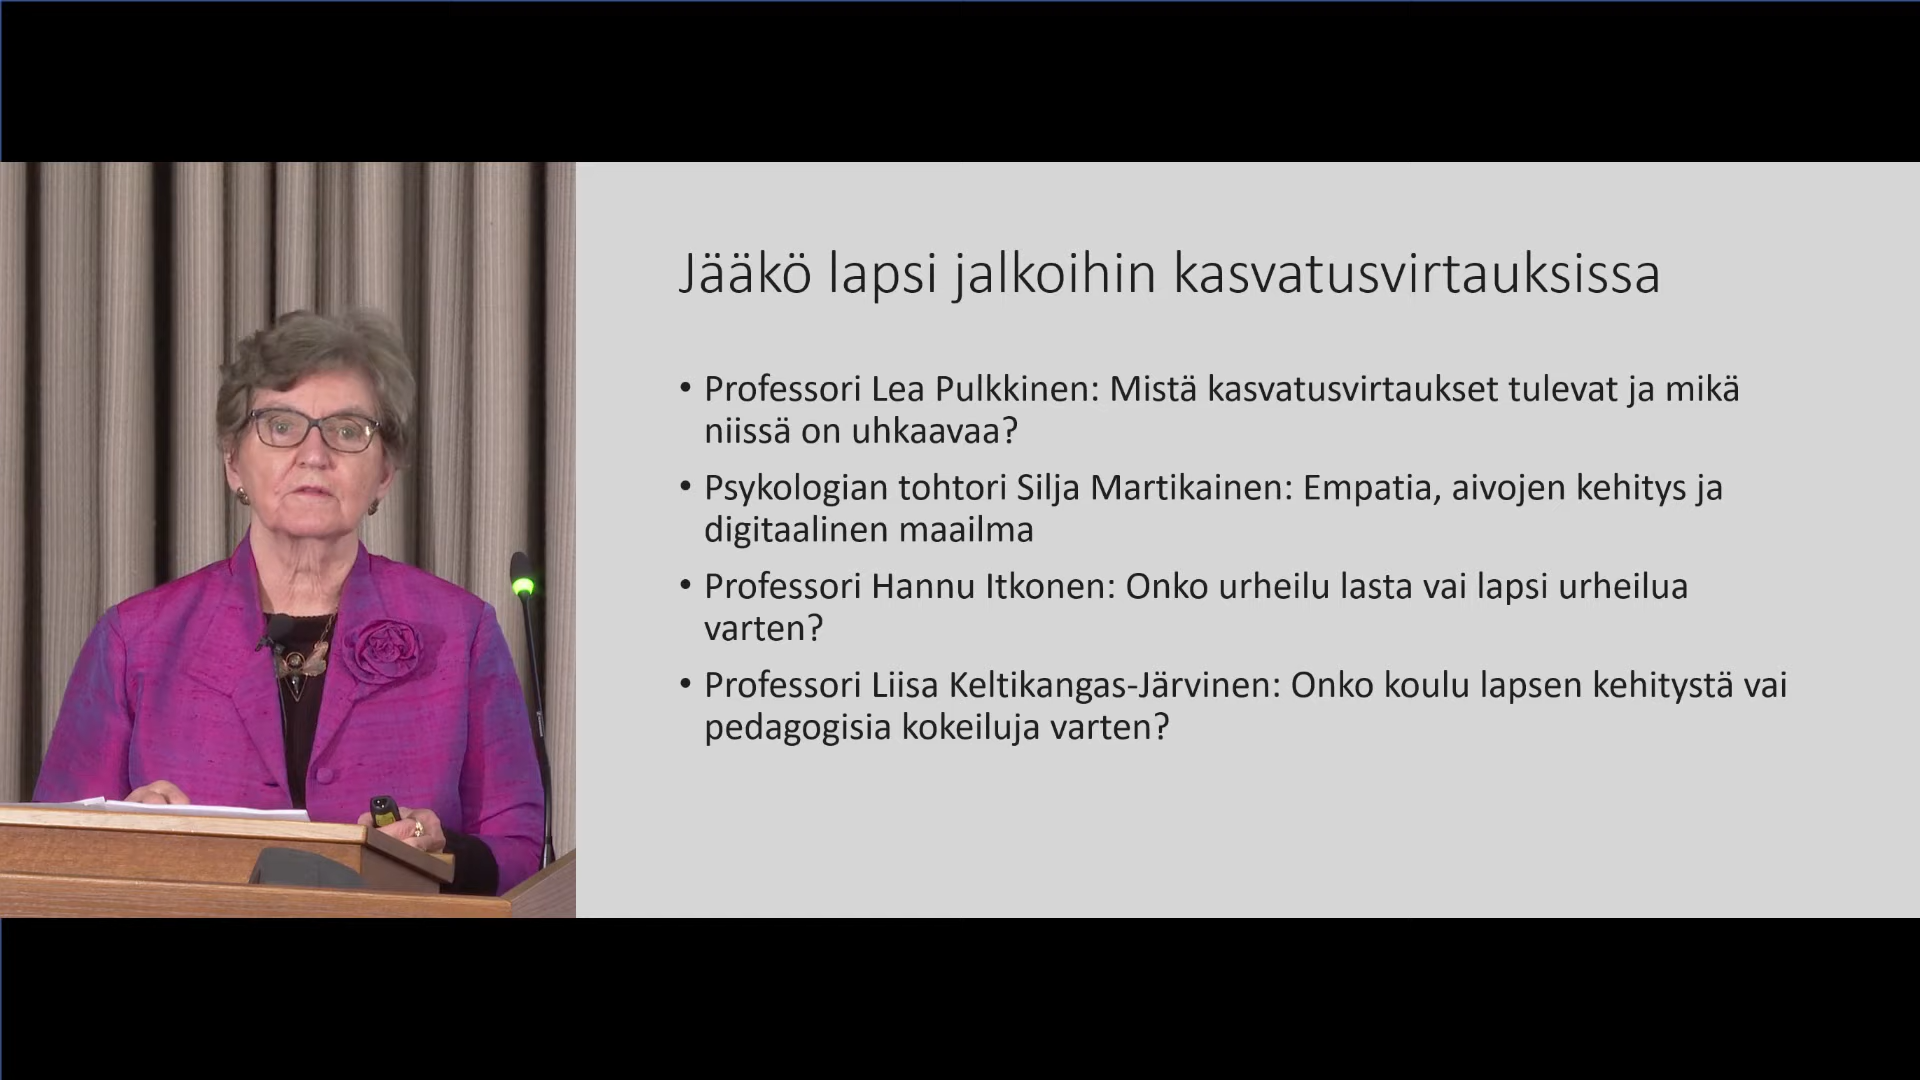 Jääkö lapsi jalkoihin kasvatusvirtauksissa
• Professori Lea Pulkkinen: Mistä kasvatusvirtaukset tulevat ja mikä
niissä on uhkaavaa?
• Psykologian tohtori Silja Martikainen: Empatia, aivojen kehitys ja
digitaalinen maailma
• Professori Hannu Itkonen: Onko urheilu lasta vai lapsi urheilua
varten?
• Professori Liisa Keltikangas-Järvinen: Onko koulu lapsen kehitystä vai
pedagogisia kokeiluja varten?